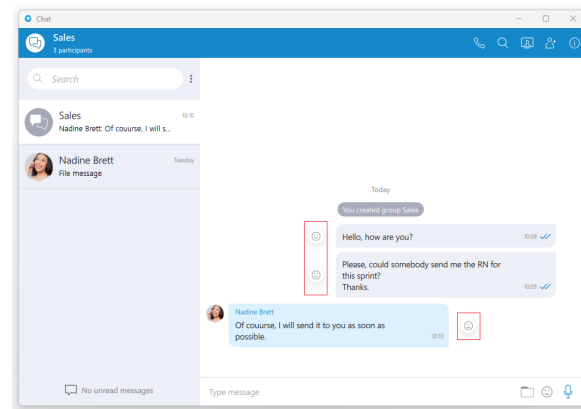 Chat
Sales
3 participants
Search
Sales
10:10
Nadine Brett: Of couurse, I will s...
Nadine Brett
Tuesday
File message
No unread messages
Today
You created group Sales
Hello, how are you?
10:08
Please, could somebody send me the RN for
this sprint?
Thanks.
10:09
Nadine Brett
Of couurse, I will send it to you as soon as
possible.
10:10
Type message